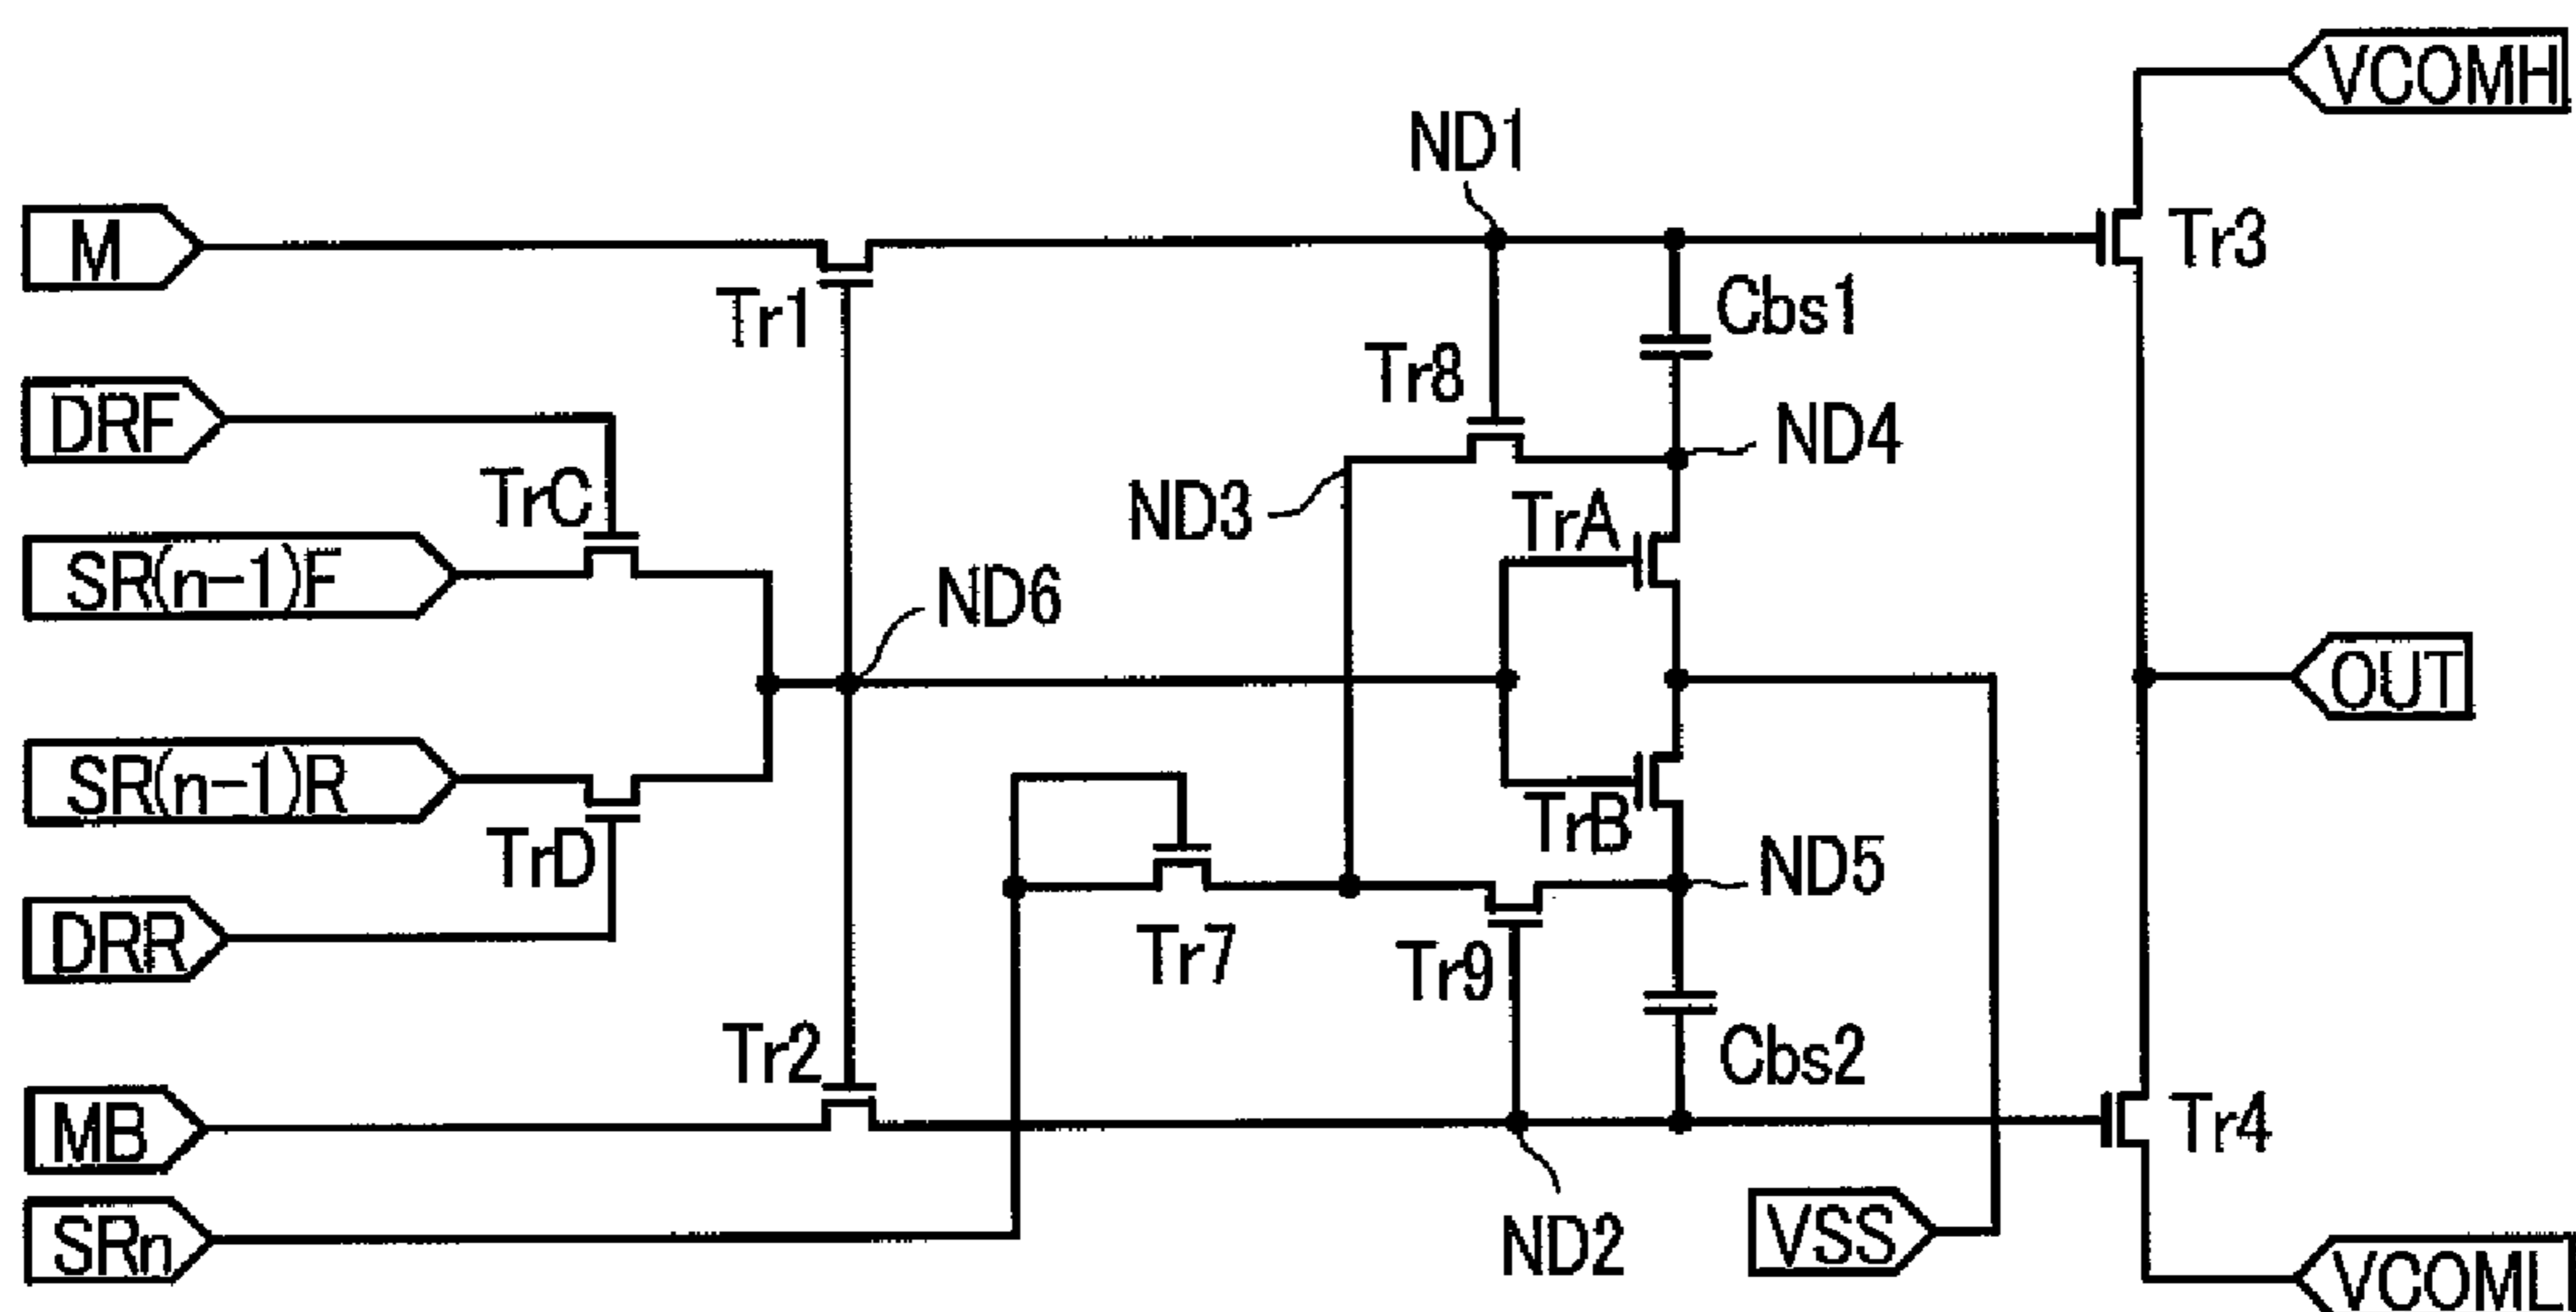 VCOMH
ND1
M
Tr3
Tr1
Cbs1
Tr8
DRF
ND4
TrC
ND3
TrA
SR(n-1)F
ND6
OUT
SR(n-1)R
TrB
TrD
ND5
DRR
Tr7
Tr9
Tr2
Cbs2
MB
Tr4
SRn
ND2
VSS
VCOML